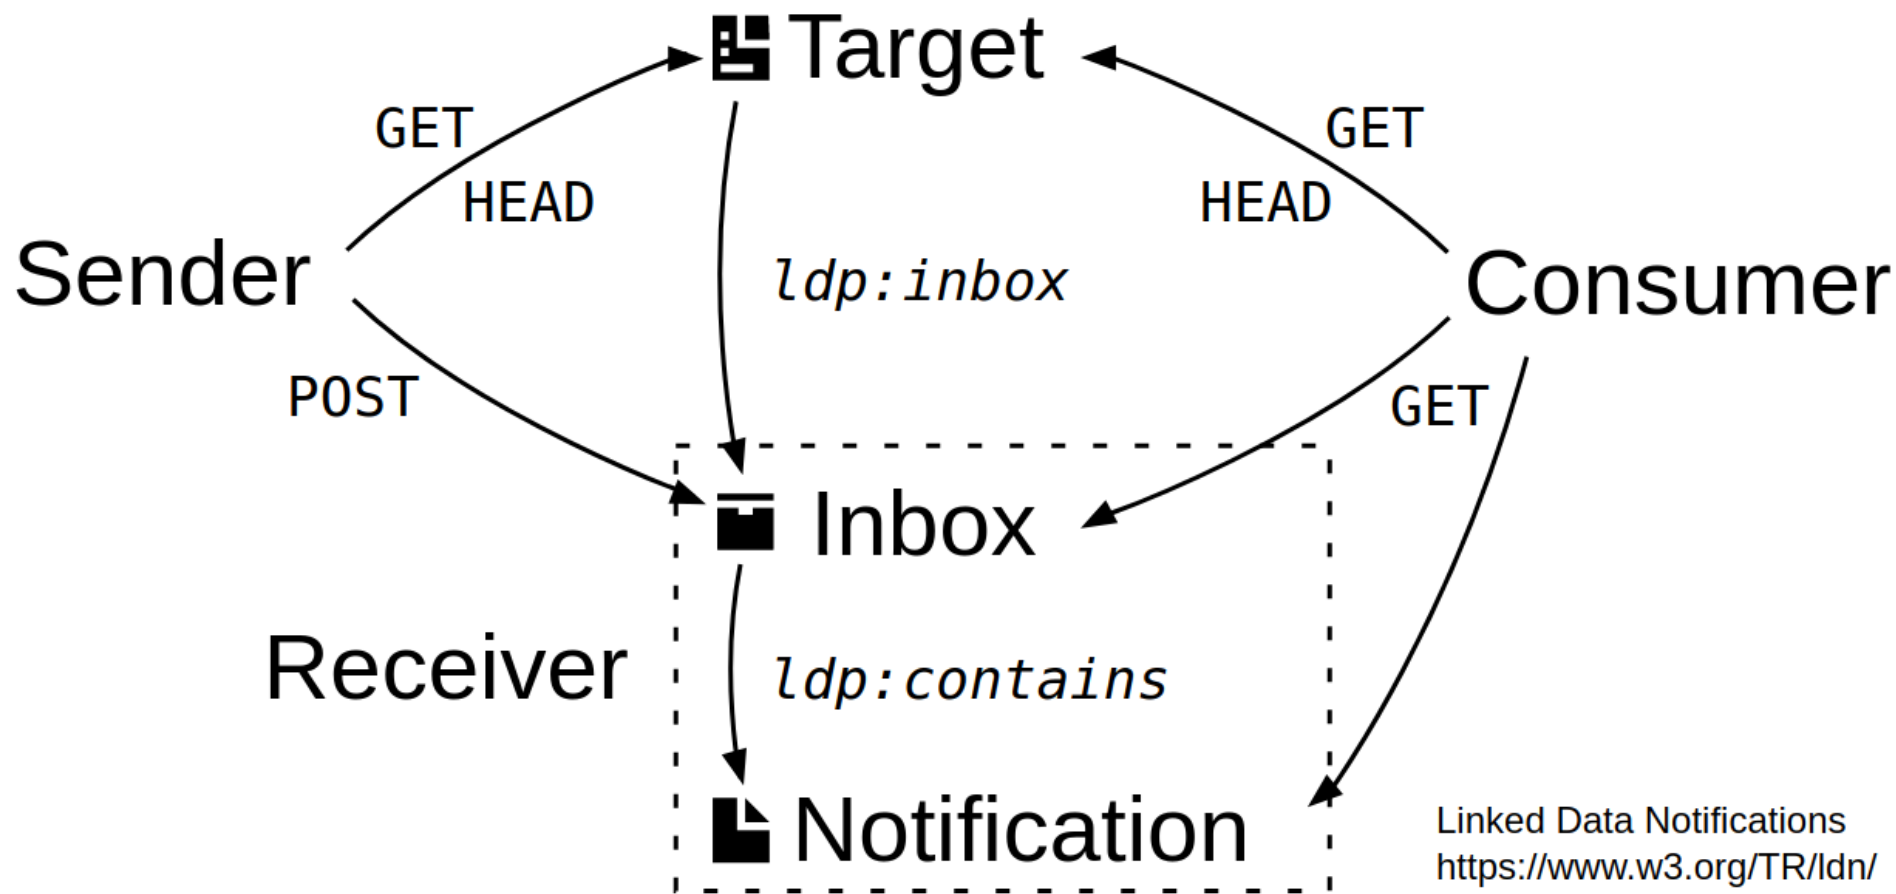 Target
GET
GET
HEAD
HEAD
Sender
ldp:inbox
Consumer
POST
GET
Inbox
Receiver
ldp:contains
Notification
Linked Data Notifications
https://www.w3.org/TR/ldn/